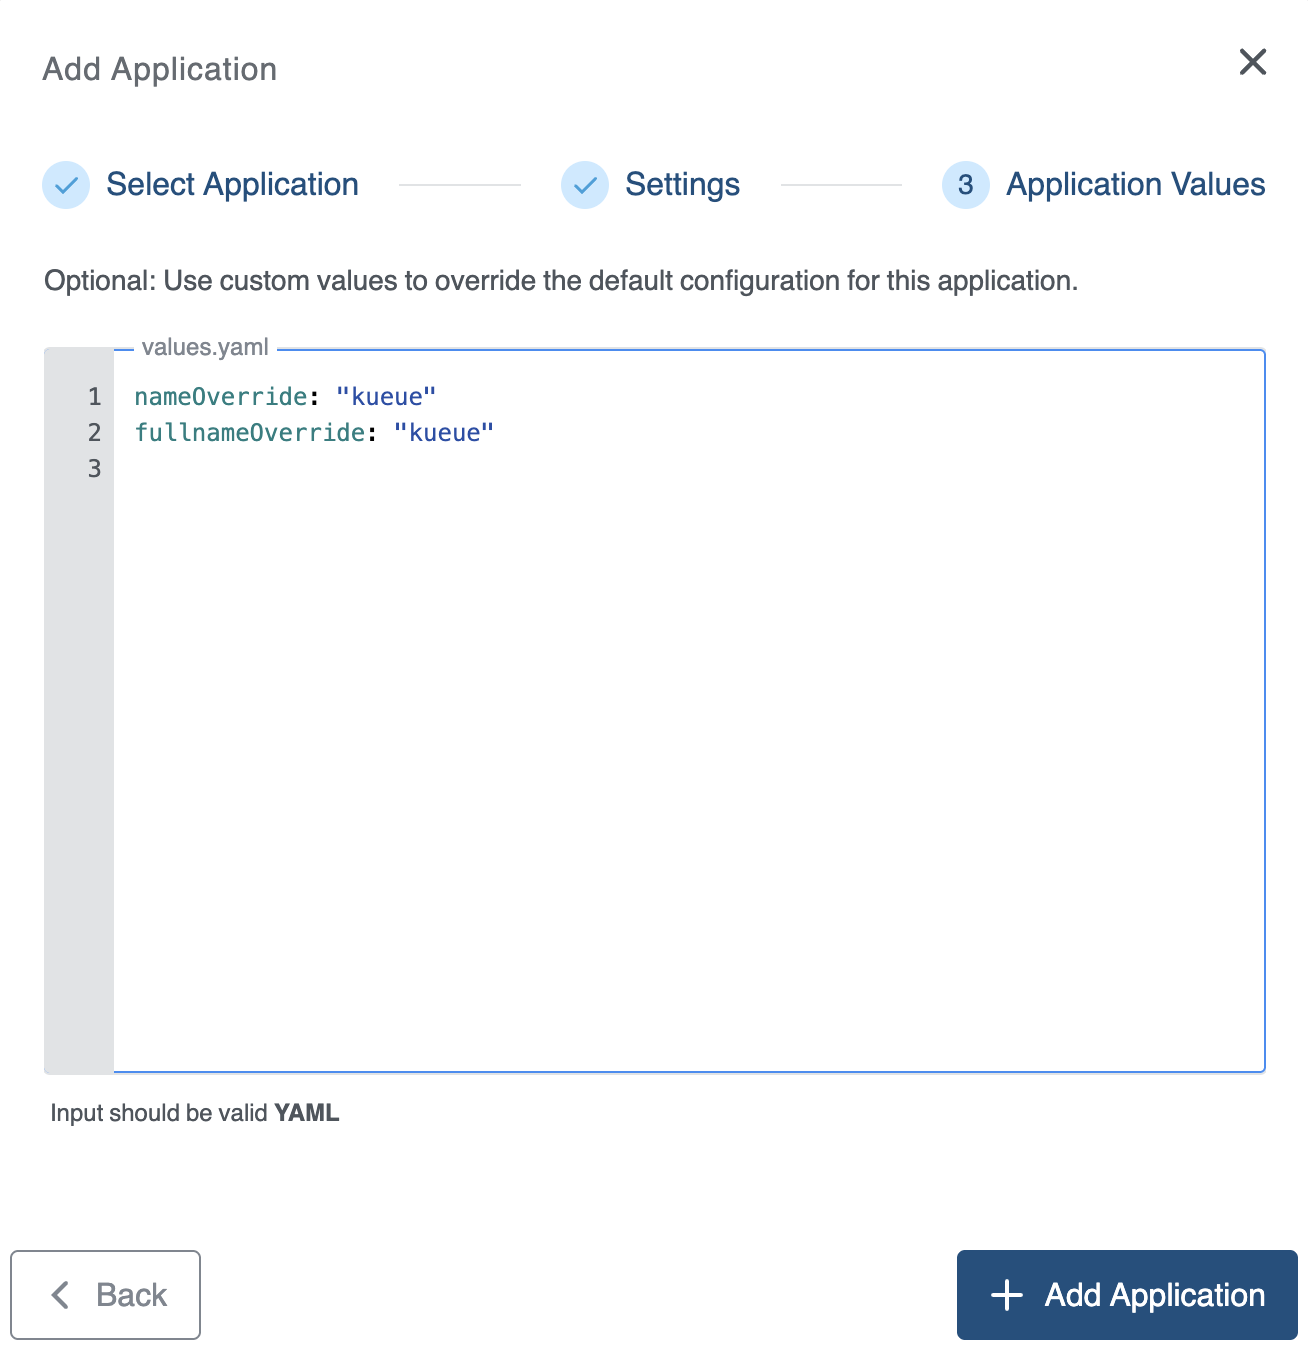 Add Application
Select Application
Settings
3 Application Values
Optional: Use custom values to override the default configuration for this application.
values.yaml
1 nameOverride: "kueue"
2 fullnameOverride: "kueue"
3
Input should be valid YAML
Back
Add Application